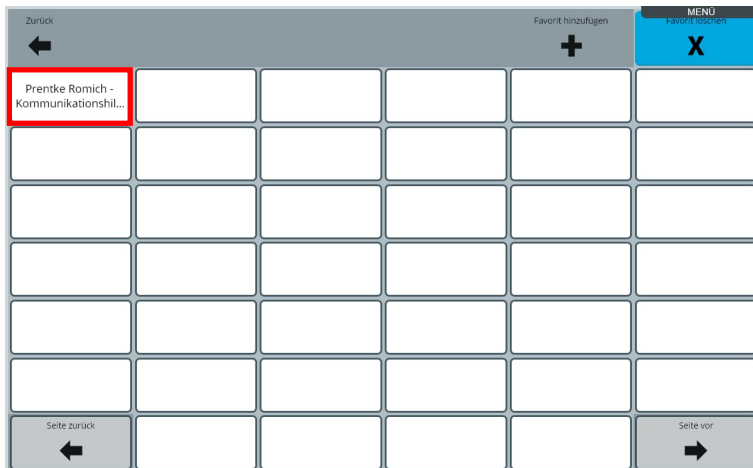 MENÜ
Zurück
Favorit hinzufügen
Favorit löschen
X
Prentke Romich -
Kommunikationshil...
Seite zurück
Seite vor